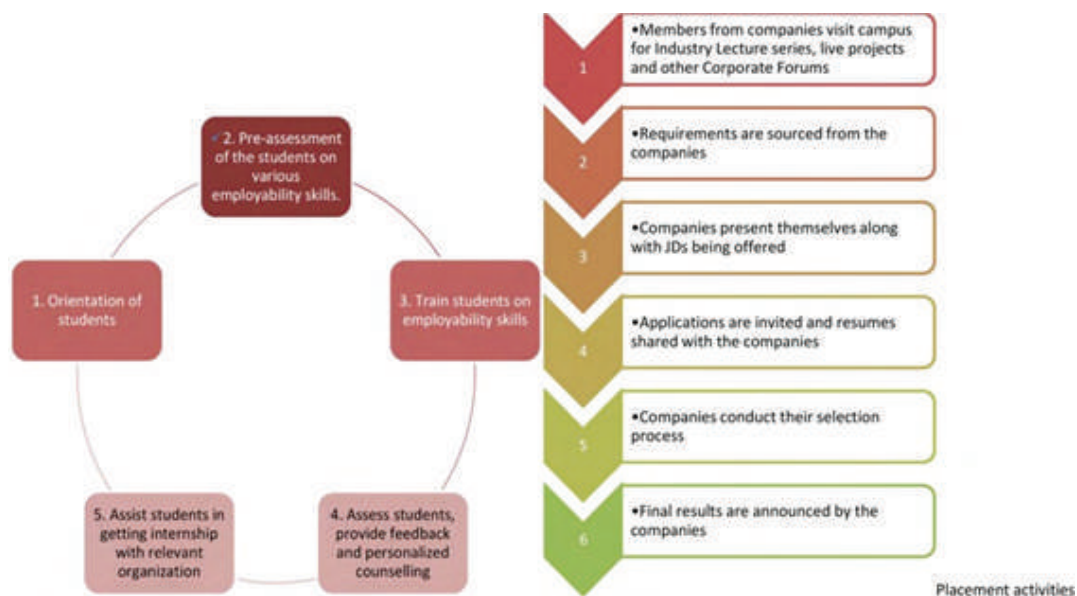 ✓2. Pre-assessment
of the students on
various
employability skills.
1. Orientation of
students
3. Train students on
employability skills
5. Assist students in
getting internship
with relevant
organization
4. Assess students,
provide feedback
and personalized
counselling
1
•Members from companies visit campus
for Industry Lecture series, live projects
and other Corporate Forums
2
•Requirements are sourced from the
companies
3
•Companies present themselves along
with JDs being offered
4
•Applications are invited and resumes
shared with the companies
5
•Companies conduct their selection
process
6
•Final results are announced by the
companies
Placement activities